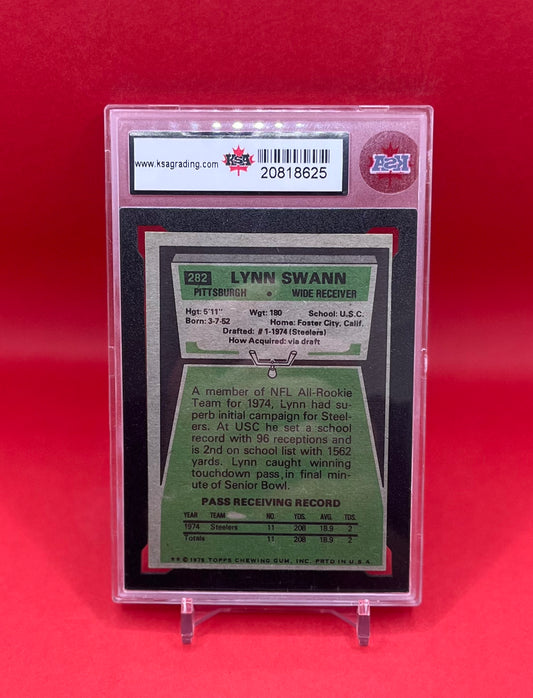 www.ksagrading.com
KSA
20818625
KSA
282 LYNN SWANN
PITTSBURGH • WIDE RECEIVER
Hgt: 5'11" Wgt: 180 School: U.S.C.
Born: 3-7-52 Home: Foster City, Calif.
Drafted: #1-1974 (Steelers)
How Acquired: via draft
A member of NFL All-Rookie
Team for 1974, Lynn had su-
perb initial campaign for Steel-
ers. At USC he set a school
record with 96 receptions and
is 2nd on school list with 1562
yards. Lynn caught winning
touchdown pass, in final min-
ute of Senior Bowl.
PASS RECEIVING RECORD
YEAR TEAM NO. YDS. AVG. TDS.
1974 Steelers 11 208 18.9 2
Totals 11 208 18.9 2
** © 1975 TOPPS CHEWING GUM, INC. PRTD IN U.S.A.